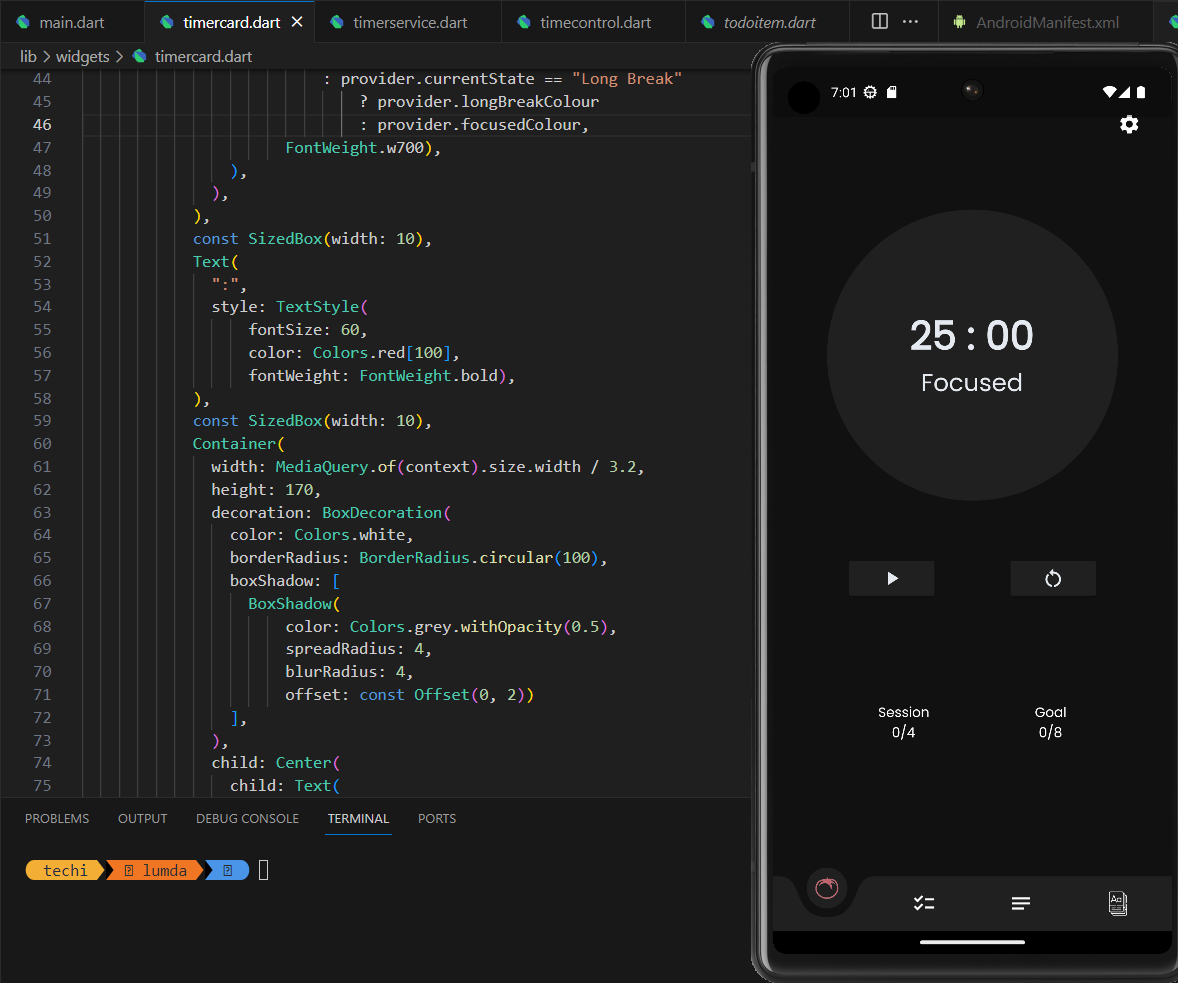 main.dart
timercard.dart
timerservice.dart
timecontrol.dart
todoitem.dart
AndroidManifest.xml
lib > widgets > timercard.dart
44 : provider.currentState == "Long Break"
45 ? provider.longBreakColour
46 : provider.focusedColour,
47 FontWeight.w700),
48 ),
49 ),
50 ),
51 const SizedBox(width: 10),
52 Text(
53 ":",
54 style: TextStyle(
55 fontSize: 60,
56 color: Colors.red[100],
57 fontWeight: FontWeight.bold),
58 ),
59 const SizedBox(width: 10),
60 Container(
61 width: MediaQuery.of(context).size.width / 3.2,
62 height: 170,
63 decoration: BoxDecoration(
64 color: Colors.white,
65 borderRadius: BorderRadius.circular(100),
66 boxShadow: [
67 BoxShadow(
68 color: Colors.grey.withOpacity(0.5),
69 spreadRadius: 4,
70 blurRadius: 4,
71 offset: const Offset(0, 2))
72 ],
73 ),
74 child: Center(
75 child: Text(
PROBLEMS
OUTPUT
DEBUG CONSOLE
TERMINAL
PORTS
techi
lumda
7:01
25 : 00
Focused
Session
0/4
Goal
0/8